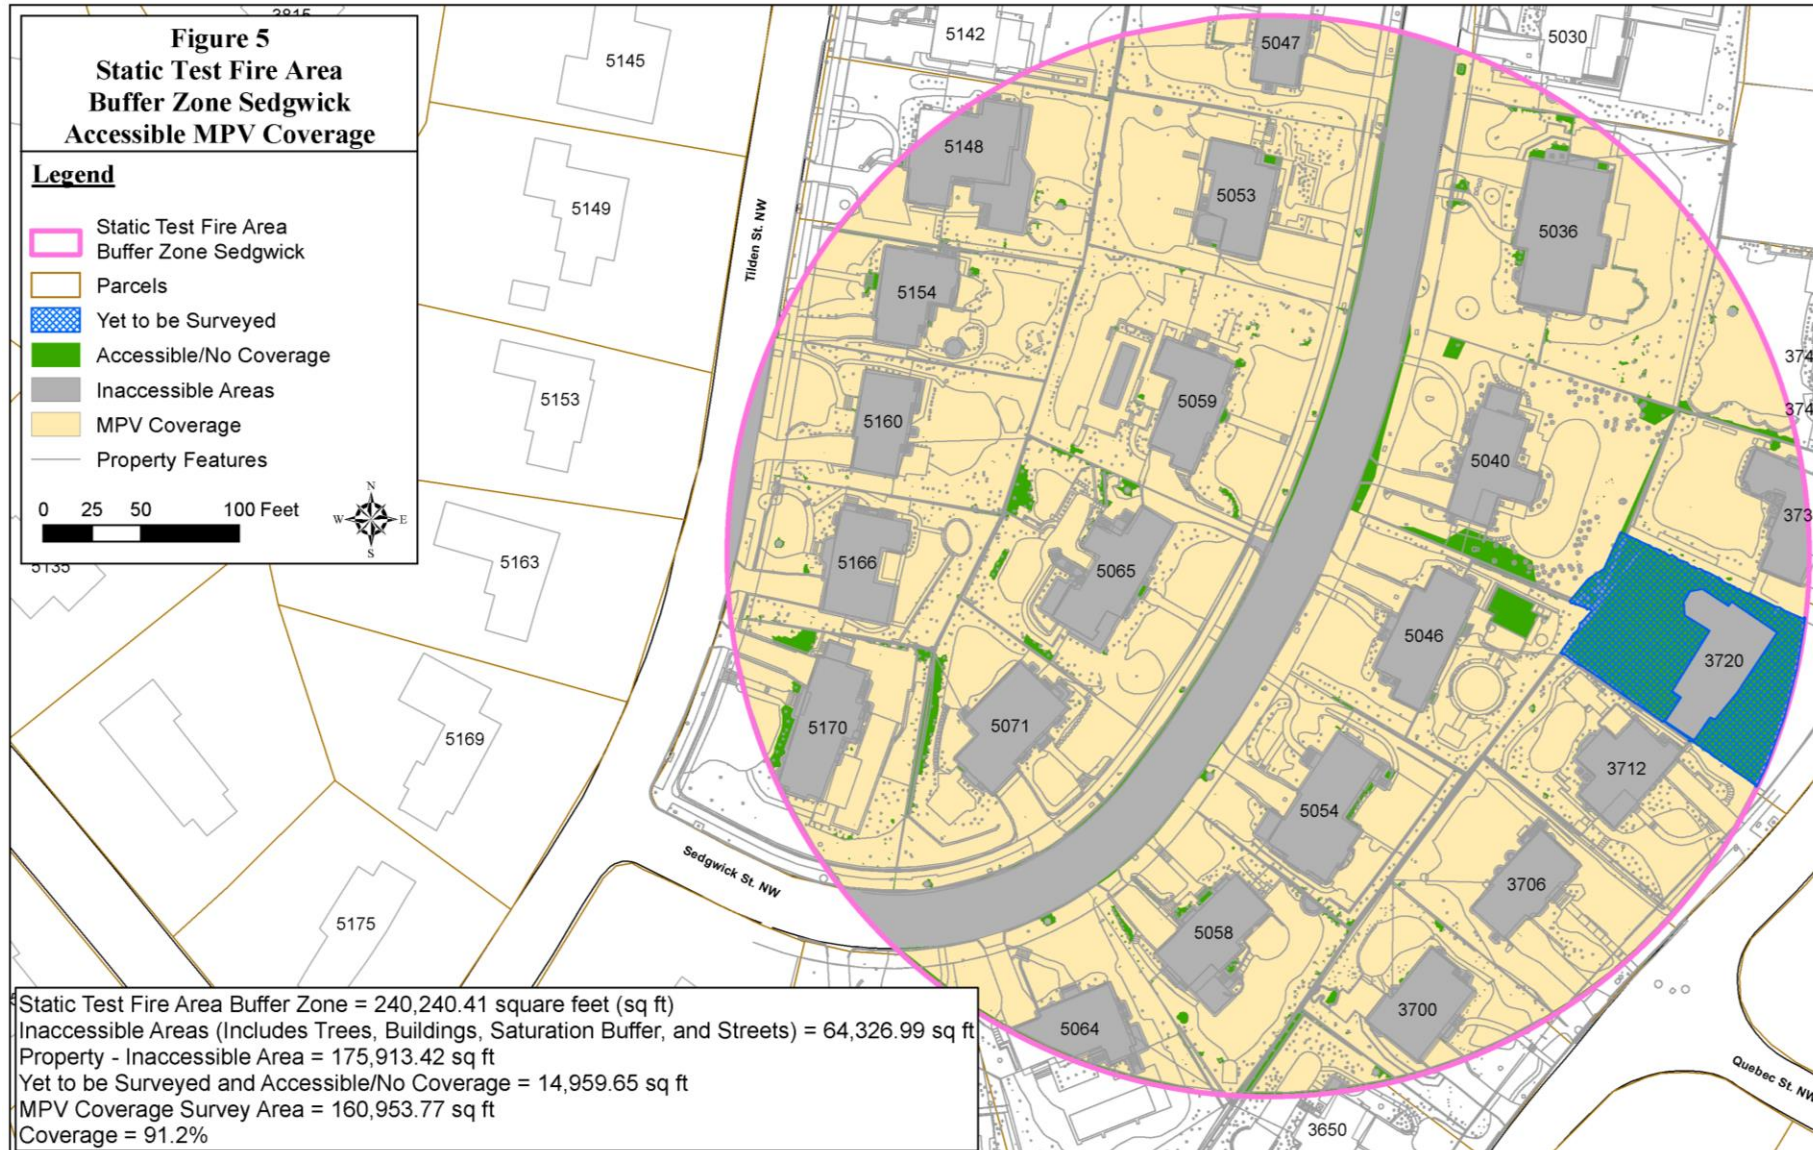 Figure 5
Static Test Fire Area
Buffer Zone Sedgwick
Accessible MPV Coverage
Legend
Static Test Fire Area
Buffer Zone Sedgwick
Parcels
Yet to be Surveyed
Accessible/No Coverage
Inaccessible Areas
MPV Coverage
Property Features
0 25 50 100 Feet
N
W E
S
5142
5047
5030
5145
5148
5053
5149
5036
Tilden St. NW
5154
5153
5160
5059
5040
5163
5166
5065
5135
5046
3720
5169
5170
5071
3712
5054
Sedgwick St. NW
3706
5175
5058
3700
5064
Quebec St. NW
3650
Static Test Fire Area Buffer Zone = 240,240.41 square feet (sq ft)
Inaccessible Areas (Includes Trees, Buildings, Saturation Buffer, and Streets) = 64,326.99 sq ft
Property - Inaccessible Area = 175,913.42 sq ft
Yet to be Surveyed and Accessible/No Coverage = 14,959.65 sq ft
MPV Coverage Survey Area = 160,953.77 sq ft
Coverage = 91.2%